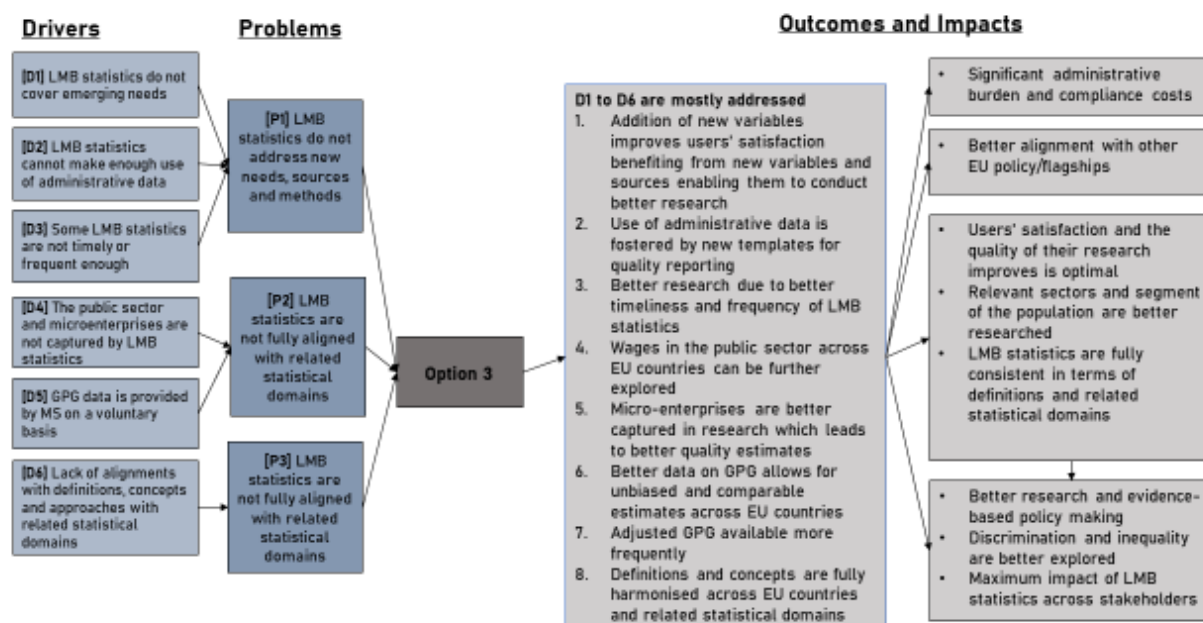 Drivers
Problems
Outcomes and Impacts
[D1] LMB statistics do not
cover emerging needs
[D2] LMB statistics
cannot make enough use
of administrative data
[D3] Some LMB statistics
are not timely or
frequent enough
[D4] The public sector
and microenterprises are
not captured by LMB
statistics
[D5] GPG data is provided
by MS on a voluntary
basis
[D6] Lack of alignments
with definitions, concepts
and approaches with
related statistical
domains
[P1] LMB
statistics do not
address new
needs, sources
and methods
[P2] LMB
statistics are
not fully aligned
with related
statistical
domains
[P3] LMB
statistics are
not fully aligned
with related
statistical
domains
Option 3
D1 to D6 are mostly addressed
1. Addition of new variables
improves users' satisfaction
benefiting from new variables and
sources enabling them to conduct
better research
2. Use of administrative data is
fostered by new templates for
quality reporting
3. Better research due to better
timeliness and frequency of LMB
statistics
4. Wages in the public sector across
EU countries can be further
explored
5. Micro-enterprises are better
captured in research which leads
to better quality estimates
6. Better data on GPG allows for
unbiased and comparable
estimates across EU countries
7. Adjusted GPG available more
frequently
8. Definitions and concepts are fully
harmonised across EU countries
and related statistical domains
• Significant administrative
burden and compliance costs
• Better alignment with other
EU policy/flagships
• Users' satisfaction and the
quality of their research
improves is optimal
• Relevant sectors and segment
of the population are better
researched
• LMB statistics are fully
consistent in terms of
definitions and related
statistical domains
• Better research and evidence-
based policy making
• Discrimination and inequality
are better explored
• Maximum impact of LMB
statistics across stakeholders